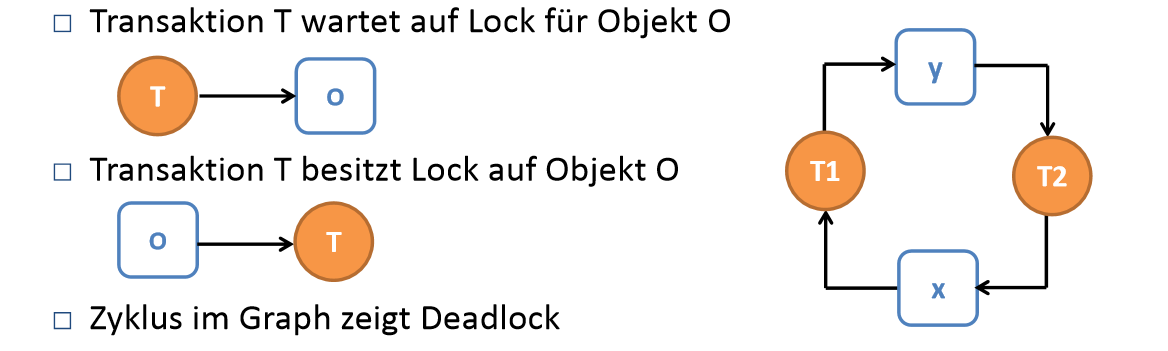 Transaktion T wartet auf Lock für Objekt O
T
O
Transaktion T besitzt Lock auf Objekt O
O
T
Zyklus im Graph zeigt Deadlock
y
T1
T2
x